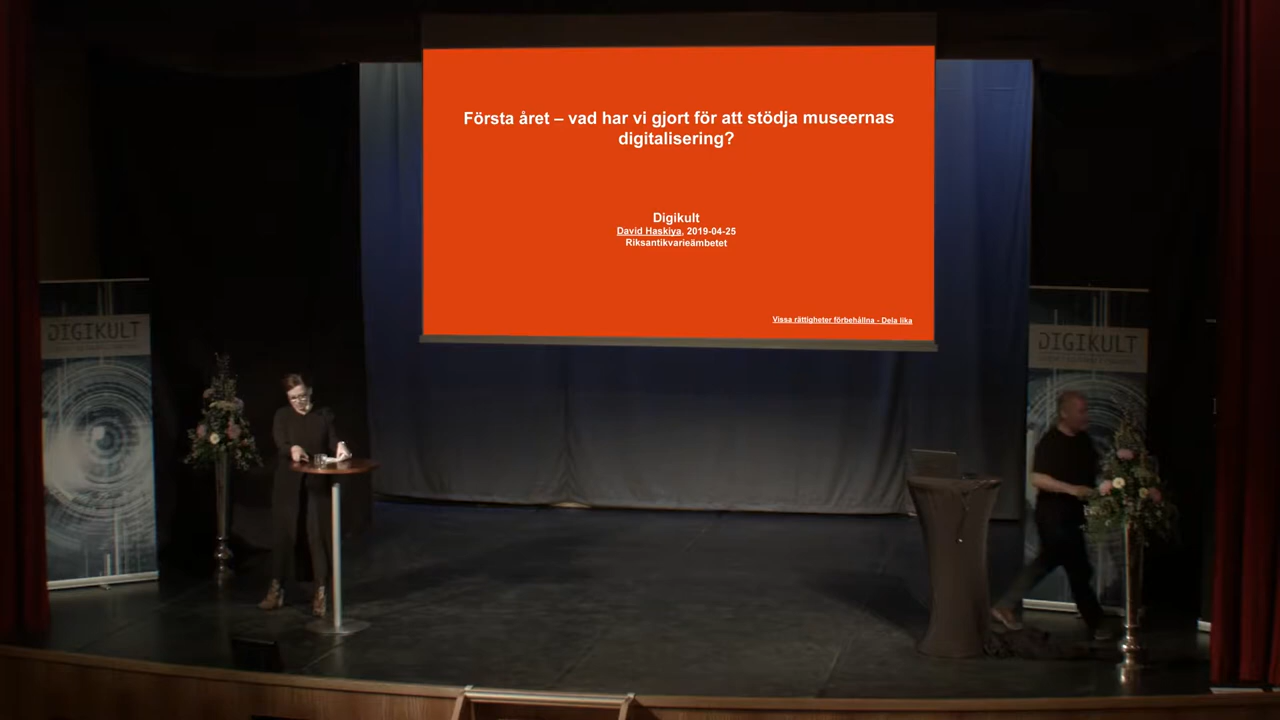 Första året – vad har vi gjort för att stödja museernas
digitalisering?
Digikult
David Haskiya, 2019-04-25
Riksantikvarieämbetet
Vissa rättigheter förbehållna - Dela lika
DIGIKULT
DIGIKULT